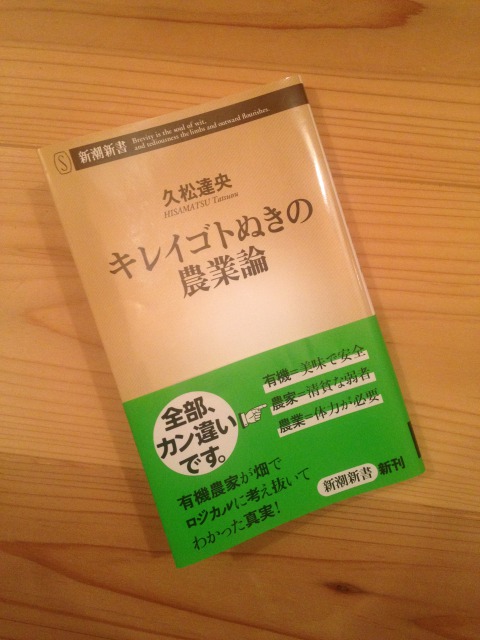 S
新潮新書
Brevity is the soul of wit,
and tediousness the limbs and outward flourishes.
久松達央
HISAMATSU Tatsuou
キレイゴトぬきの
農業論
全部、
カン違い
です。
有機=美味で安全
農家=清貧な弱者
農業=体力が必要
有機農家が畑で
ロジカルに考え抜いて
わかった真実!
新潮新書 新刊